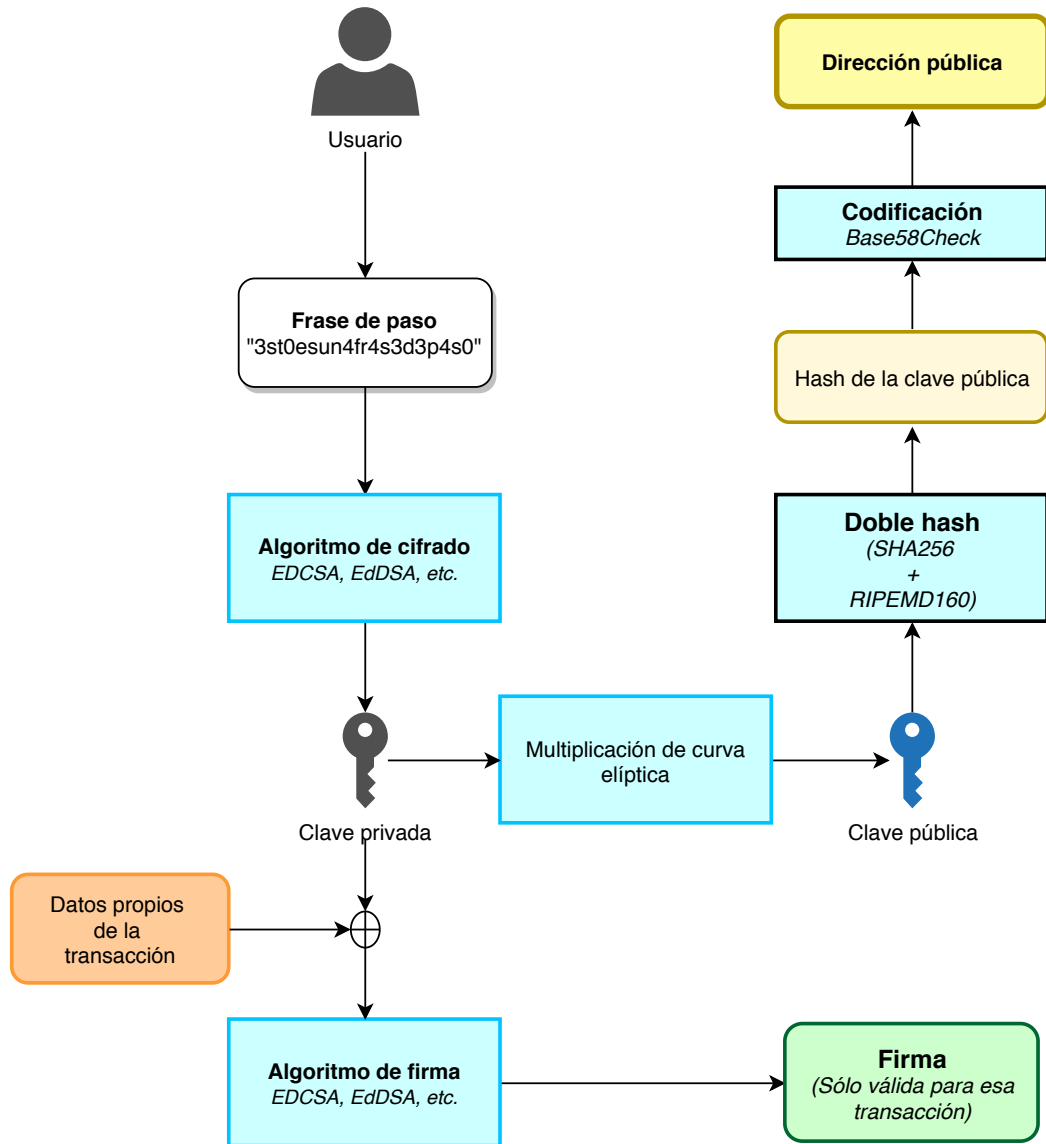 Usuario
Frase de paso
"3st0esun4fr4s3d3p4s0"
Algoritmo de cifrado
EDCSA, EdDSA, etc.
Clave privada
Multiplicación de curva
elíptica
Clave pública
Doble hash
(SHA256
+
RIPEMD160)
Hash de la clave pública
Codificación
Base58Check
Dirección pública
Datos propios
de la
transacción
Algoritmo de firma
EDCSA, EdDSA, etc.
Firma
(Sólo válida para esa
transacción)